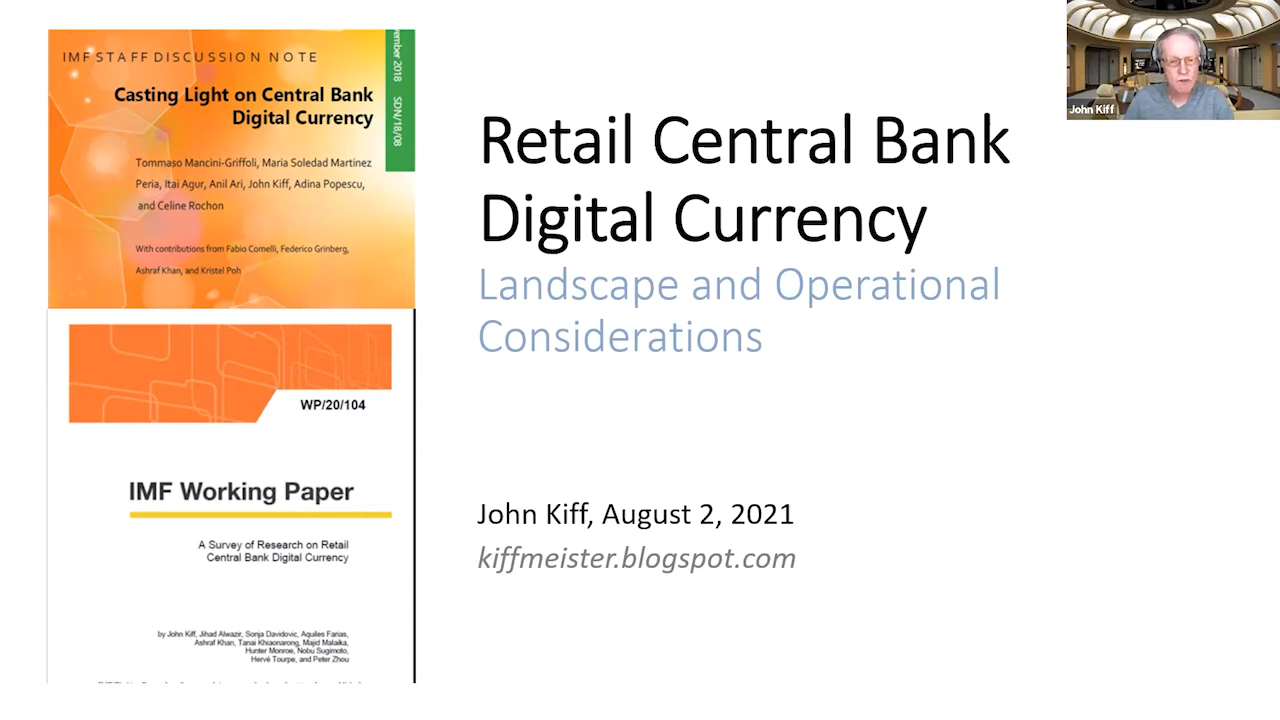 IMF STAFF DISCUSSION NOTE
Casting Light on Central Bank
Digital Currency
Tommaso Mancini-Griffoli, Maria Soledad Martinez
Peria, Itai Agur, Anil Ari, John Kiff, Adina Popescu,
and Celine Rochon
With contributions from Fabio Comelli, Federico Grinberg,
Ashraf Khan, and Kristel Poh
2018
SDN/18/08
WP/20/104
IMF Working Paper
A Survey of Research on Retail
Central Bank Digital Currency
by John Kiff, Jihad Alwazir, Sonja Davidovic, Aquiles Farias,
Ashraf Khan, Tanai Khiaonarong, Majid Malaika,
Hunter Monroe, Nobu Sugimoto,
Hervé Tourpe, and Peter Zhou
Retail Central Bank
Digital Currency
Landscape and Operational
Considerations
John Kiff, August 2, 2021
kiffmeister.blogspot.com
John Kiff